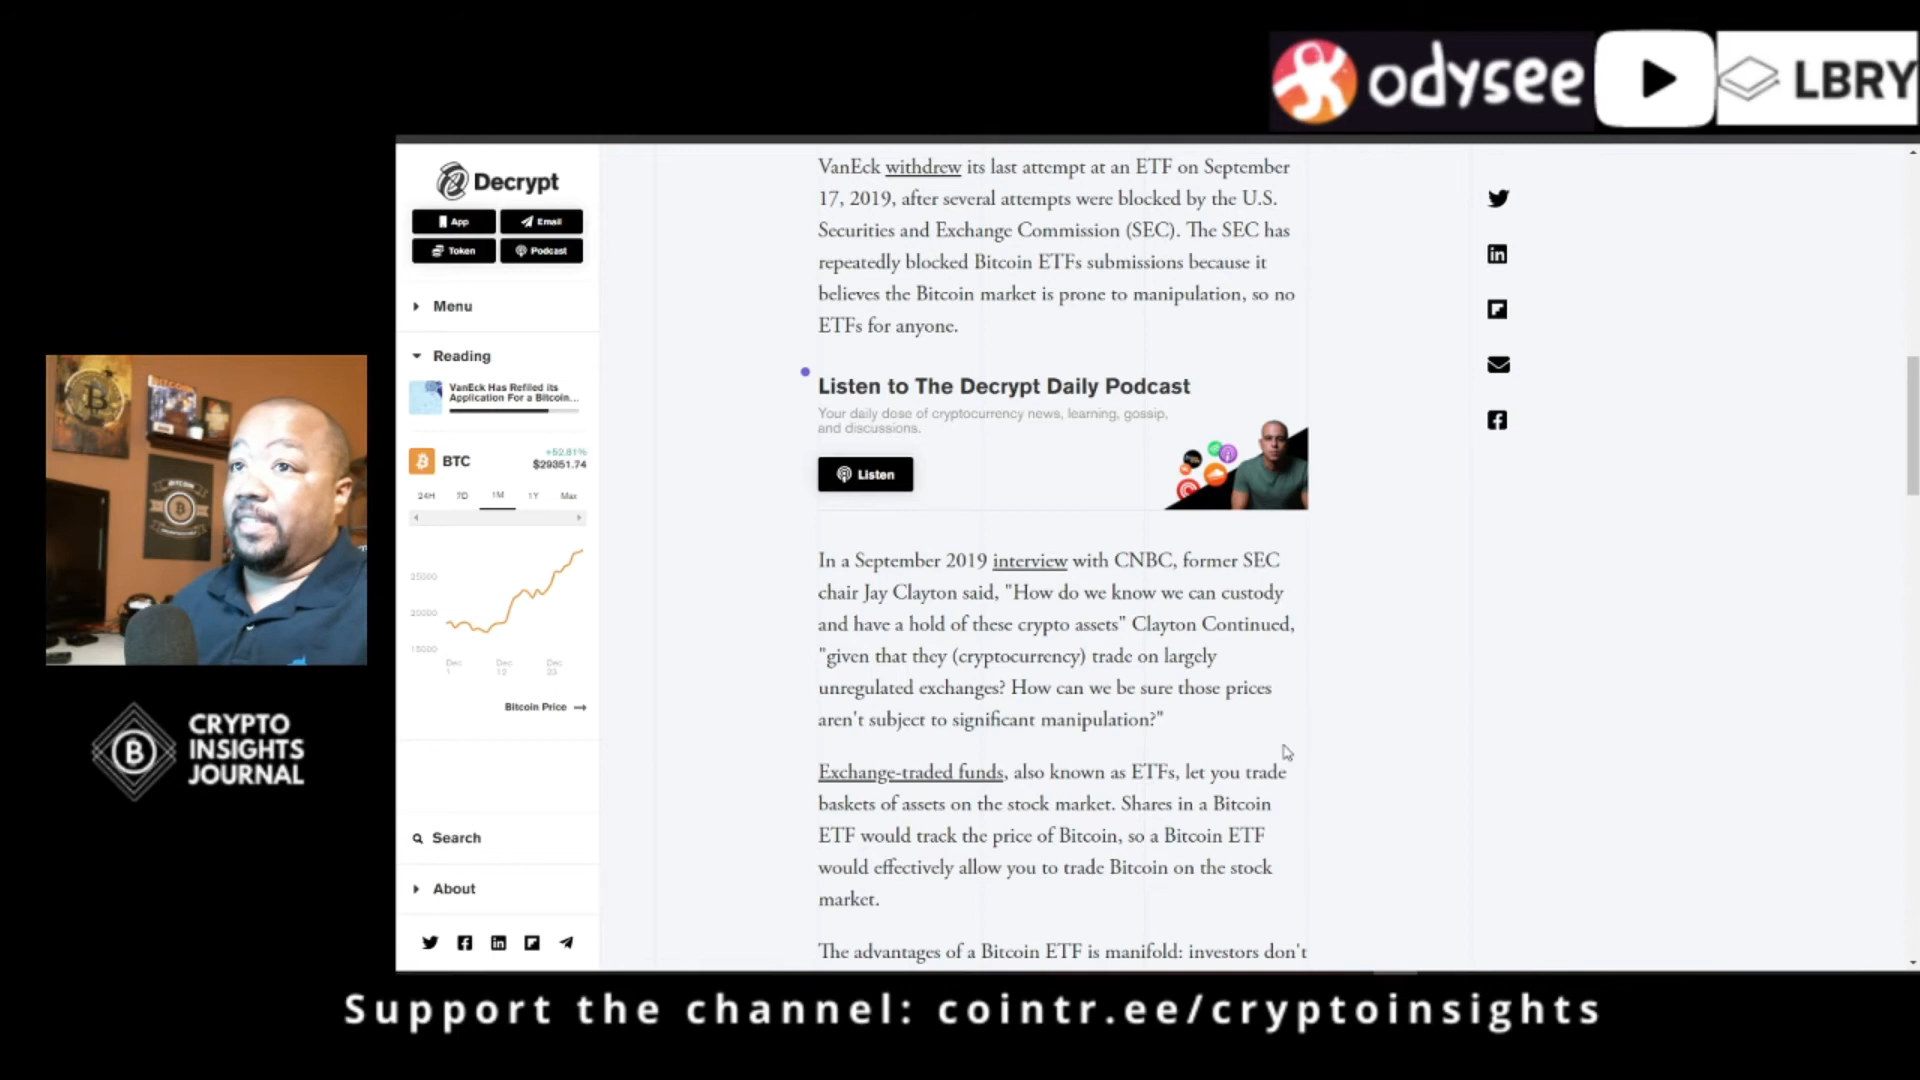 odysee
LBRY
Decrypt
App
Email
Token
Podcast
Menu
Reading
VanEck Has Refiled its
Application For a Bitcoin...
BTC
+52.81%
$29351.74
24H 7D 1M 1Y Max
25000
20000
15000
Dec 1
Dec 12
Dec 23
Bitcoin Price
Search
About
VanEck withdrew its last attempt at an ETF on September
17, 2019, after several attempts were blocked by the U.S.
Securities and Exchange Commission (SEC). The SEC has
repeatedly blocked Bitcoin ETFs submissions because it
believes the Bitcoin market is prone to manipulation, so no
ETFs for anyone.
Listen to The Decrypt Daily Podcast
Your daily dose of cryptocurrency news, learning, gossip,
and discussions.
Listen
In a September 2019 interview with CNBC, former SEC
chair Jay Clayton said, "How do we know we can custody
and have a hold of these crypto assets" Clayton Continued,
"given that they (cryptocurrency) trade on largely
unregulated exchanges? How can we be sure those prices
aren't subject to significant manipulation?"
Exchange-traded funds, also known as ETFs, let you trade
baskets of assets on the stock market. Shares in a Bitcoin
ETF would track the price of Bitcoin, so a Bitcoin ETF
would effectively allow you to trade Bitcoin on the stock
market.
The advantages of a Bitcoin ETF is manifold: investors don't
BITCOIN
CRYPTO
INSIGHTS
JOURNAL
Support the channel: cointr.ee/cryptoinsights